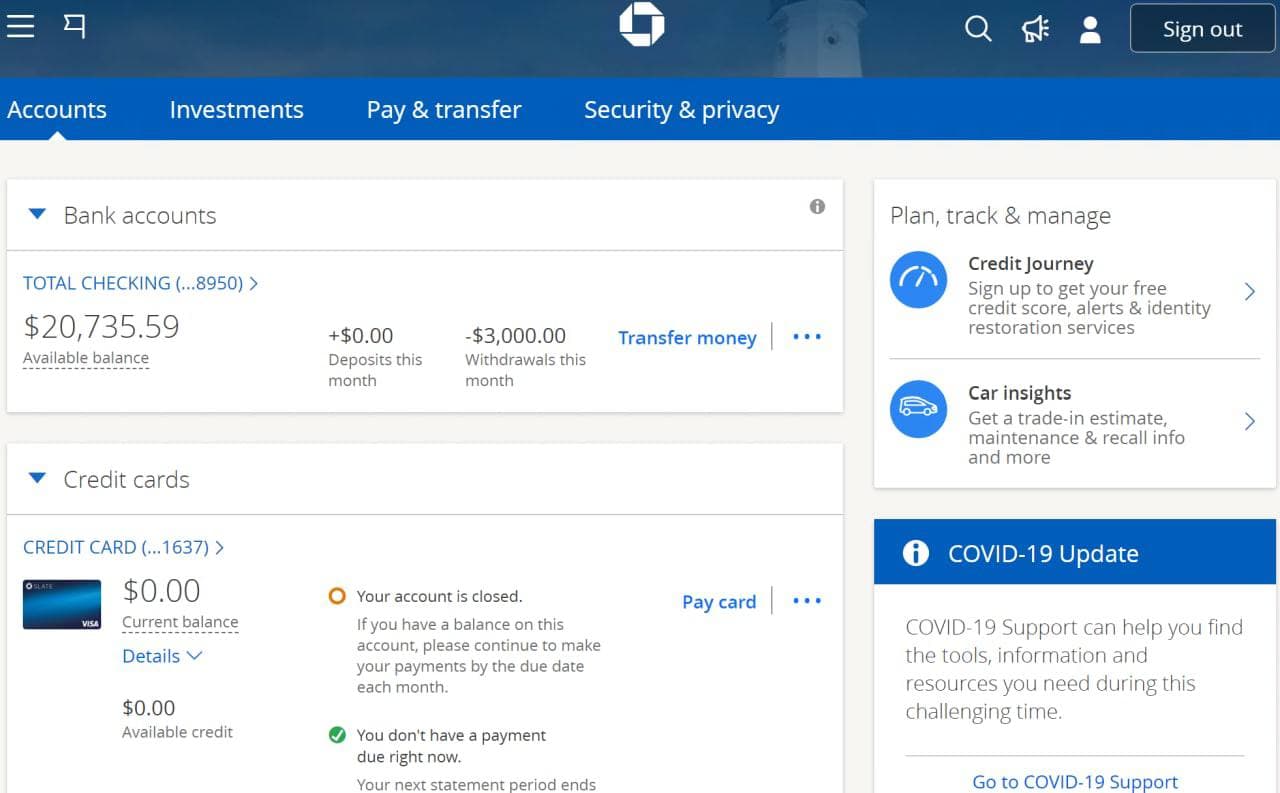 Sign out
Accounts
Investments
Pay & transfer
Security & privacy
Bank accounts
TOTAL CHECKING (...8950)
$20,735.59
Available balance
+$0.00
Deposits this
month
-$3,000.00
Withdrawals this
month
Transfer money
Credit cards
CREDIT CARD (...1637)
SLATE
VISA
$0.00
Current balance
Details
$0.00
Available credit
Your account is closed.
If you have a balance on this
account, please continue to make
your payments by the due date
each month.
You don't have a payment
due right now.
Your next statement period ends
Pay card
Plan, track & manage
Credit Journey
Sign up to get your free
credit score, alerts & identity
restoration services
Car insights
Get a trade-in estimate,
maintenance & recall info
and more
COVID-19 Update
COVID-19 Support can help you find
the tools, information and
resources you need during this
challenging time.
Go to COVID-19 Support